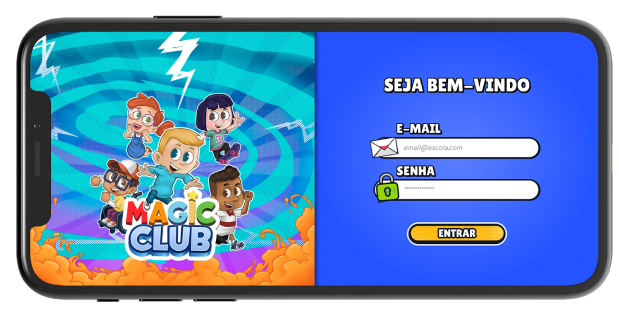 MAGIC
CLUB
SEJA BEM-VINDO
E-MAIL
email@escola.com
SENHA
ENTRAR